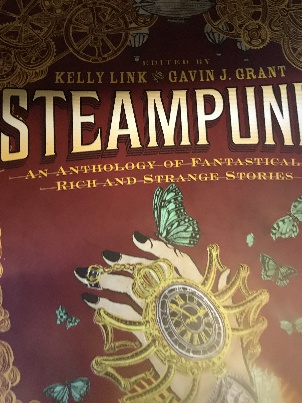 EDITED BY
KELLY LINK AND GAVIN J. GRANT
STEAMPUN
AN ANTHOLOGY OF FANTASTICAL
RICH AND STRANGE STORIES